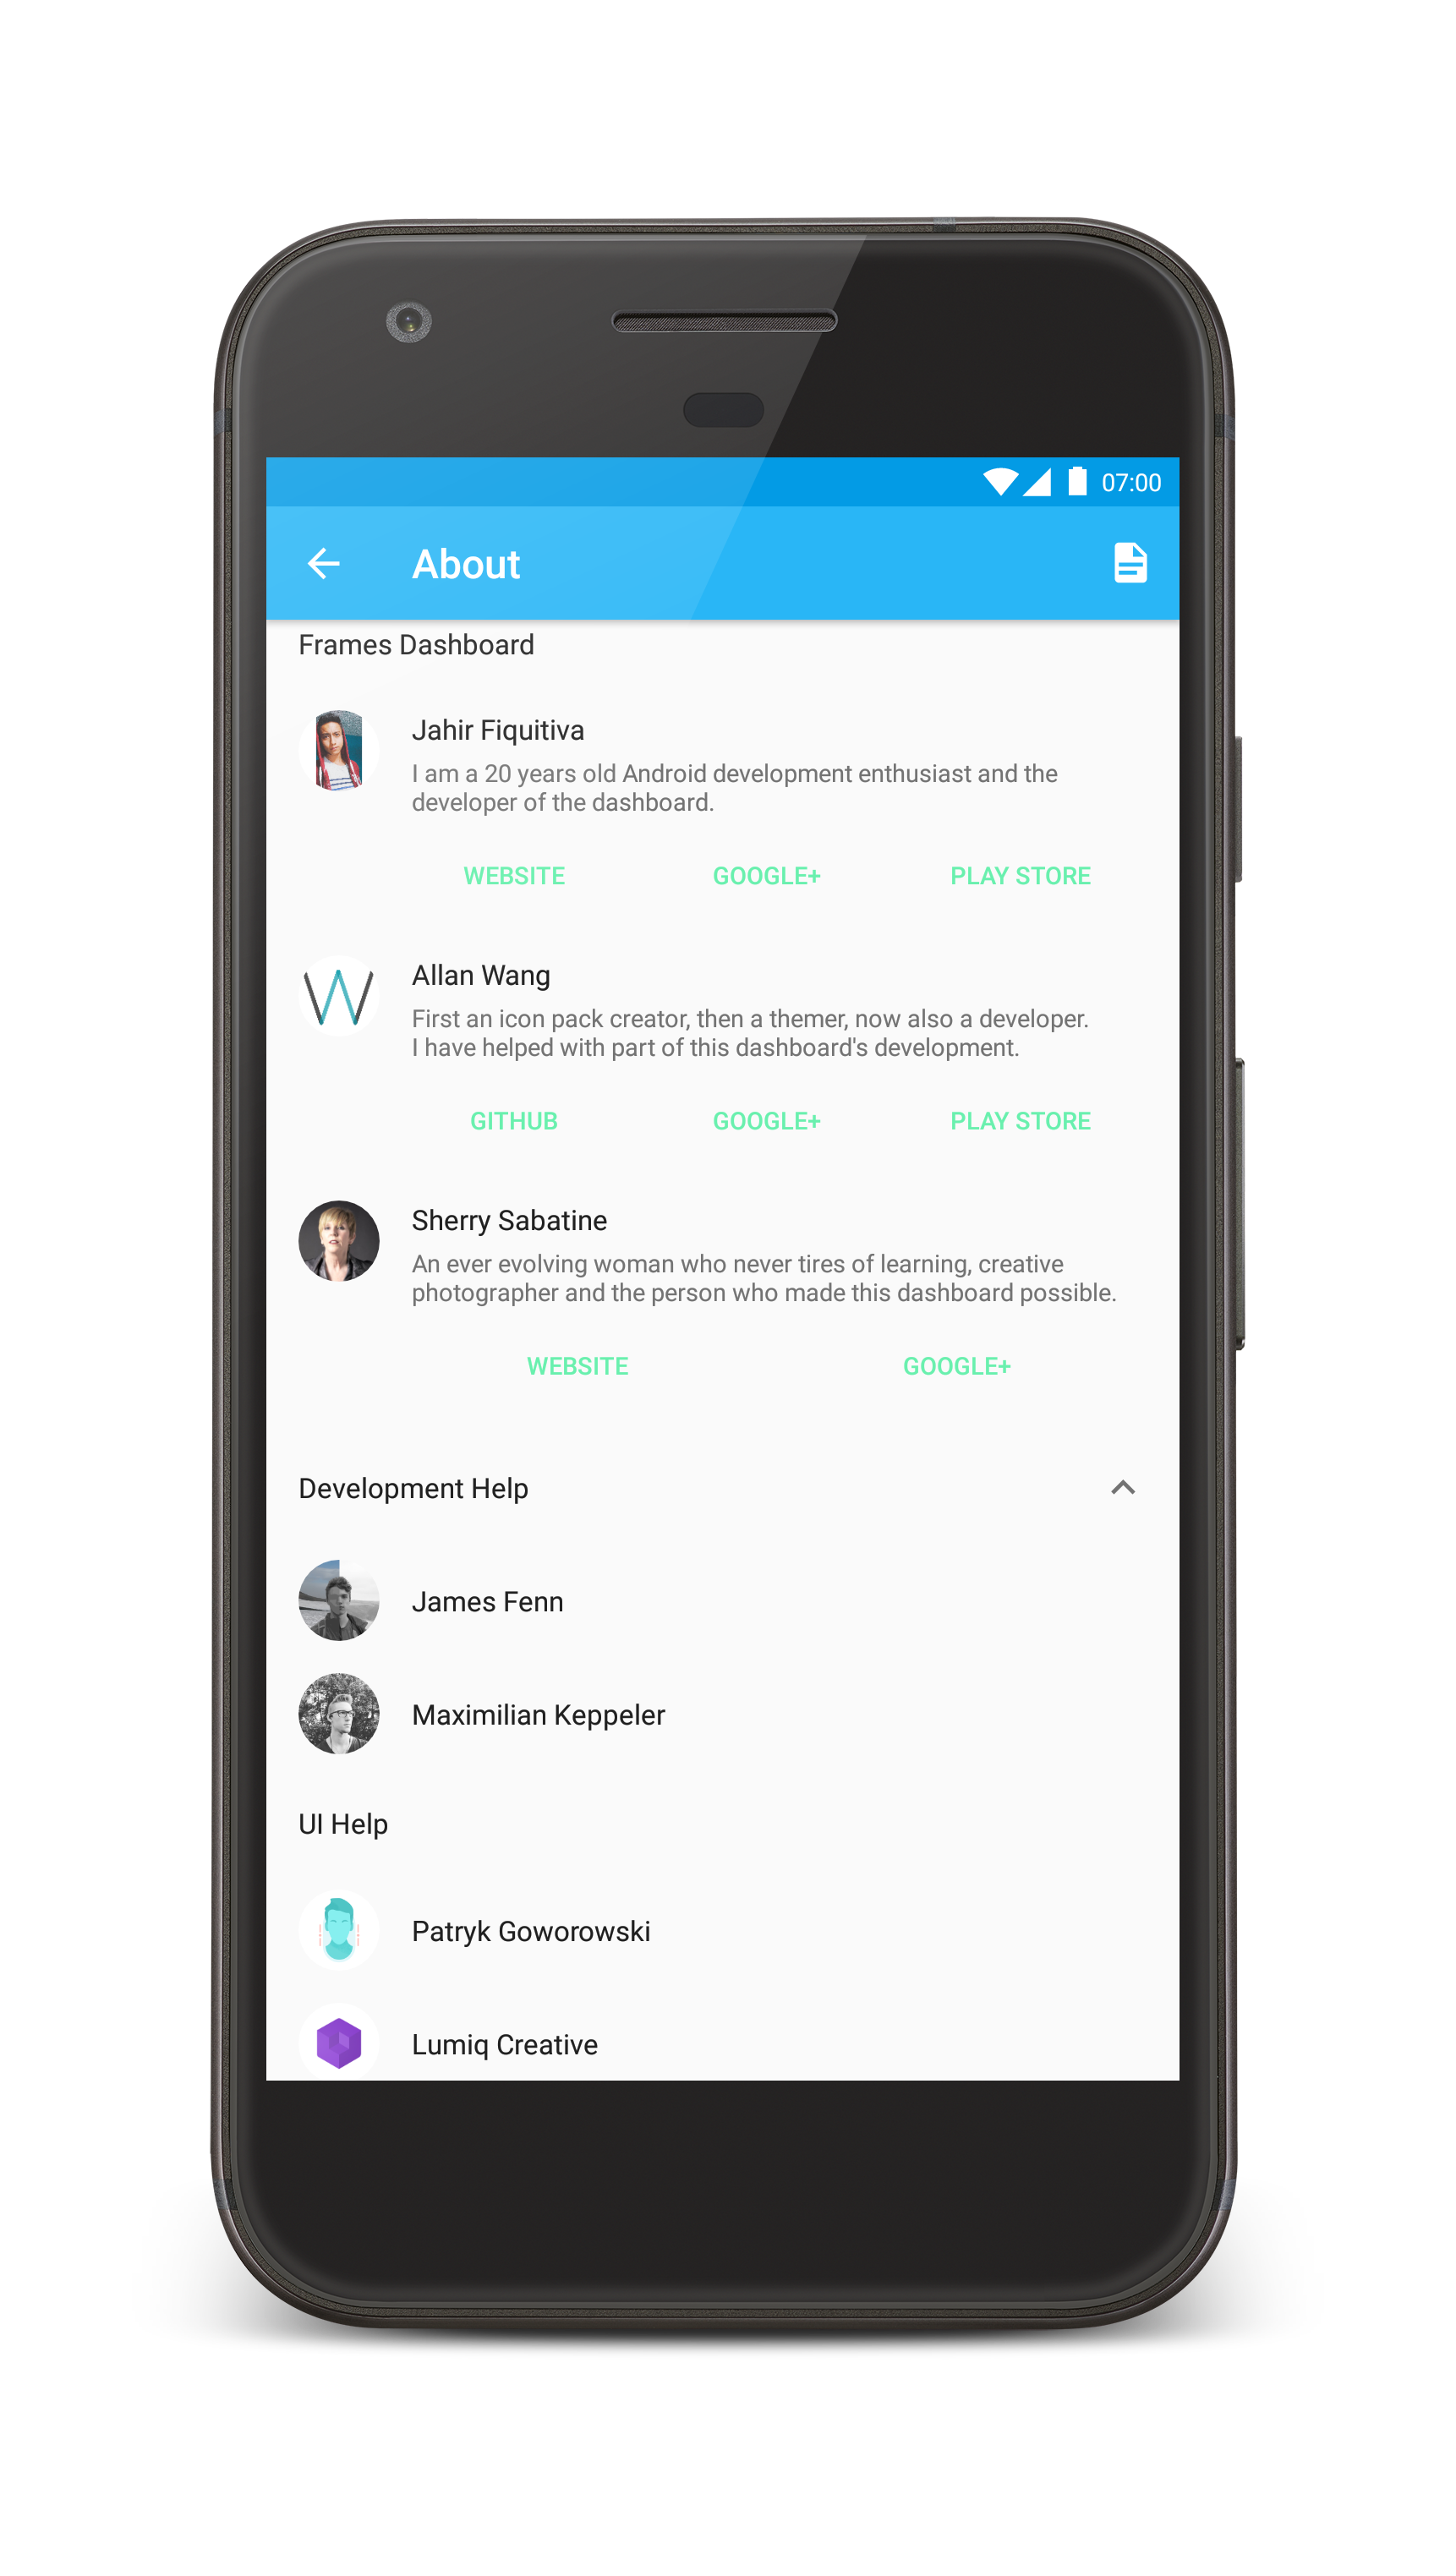 07:00
About
Frames Dashboard
Jahir Fiquitiva
I am a 20 years old Android development enthusiast and the
developer of the dashboard.
WEBSITE GOOGLE+ PLAY STORE
Allan Wang
First an icon pack creator, then a themer, now also a developer.
I have helped with part of this dashboard's development.
GITHUB GOOGLE+ PLAY STORE
Sherry Sabatine
An ever evolving woman who never tires of learning, creative
photographer and the person who made this dashboard possible.
WEBSITE GOOGLE+
Development Help
James Fenn
Maximilian Keppeler
UI Help
Patryk Goworowski
Lumiq Creative